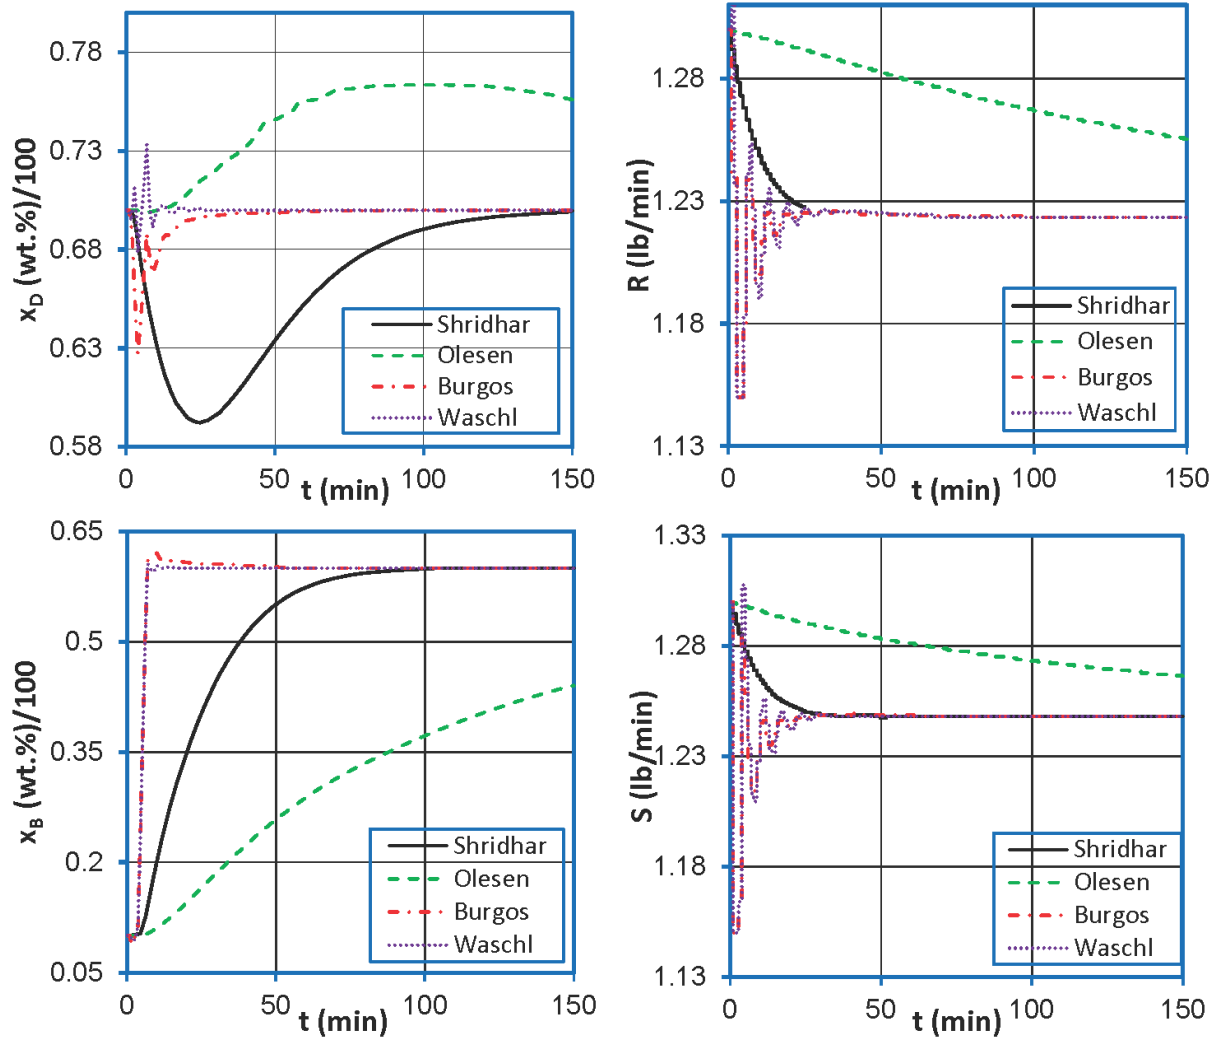 0.78
0.73
0.68
0.63
0.58
x_D (wt.%)/100
Shridhar
Olesen
Burgos
Waschl
0 50 100 150
t (min)
1.28
1.23
1.18
1.13
R (lb/min)
Shridhar
Olesen
Burgos
Waschl
0 50 100 150
t (min)
0.65
0.5
0.35
0.2
0.05
x_B (wt.%)/100
Shridhar
Olesen
Burgos
Waschl
0 50 100 150
t (min)
1.33
1.28
1.23
1.18
1.13
S (lb/min)
Shridhar
Olesen
Burgos
Waschl
0 50 100 150
t (min)